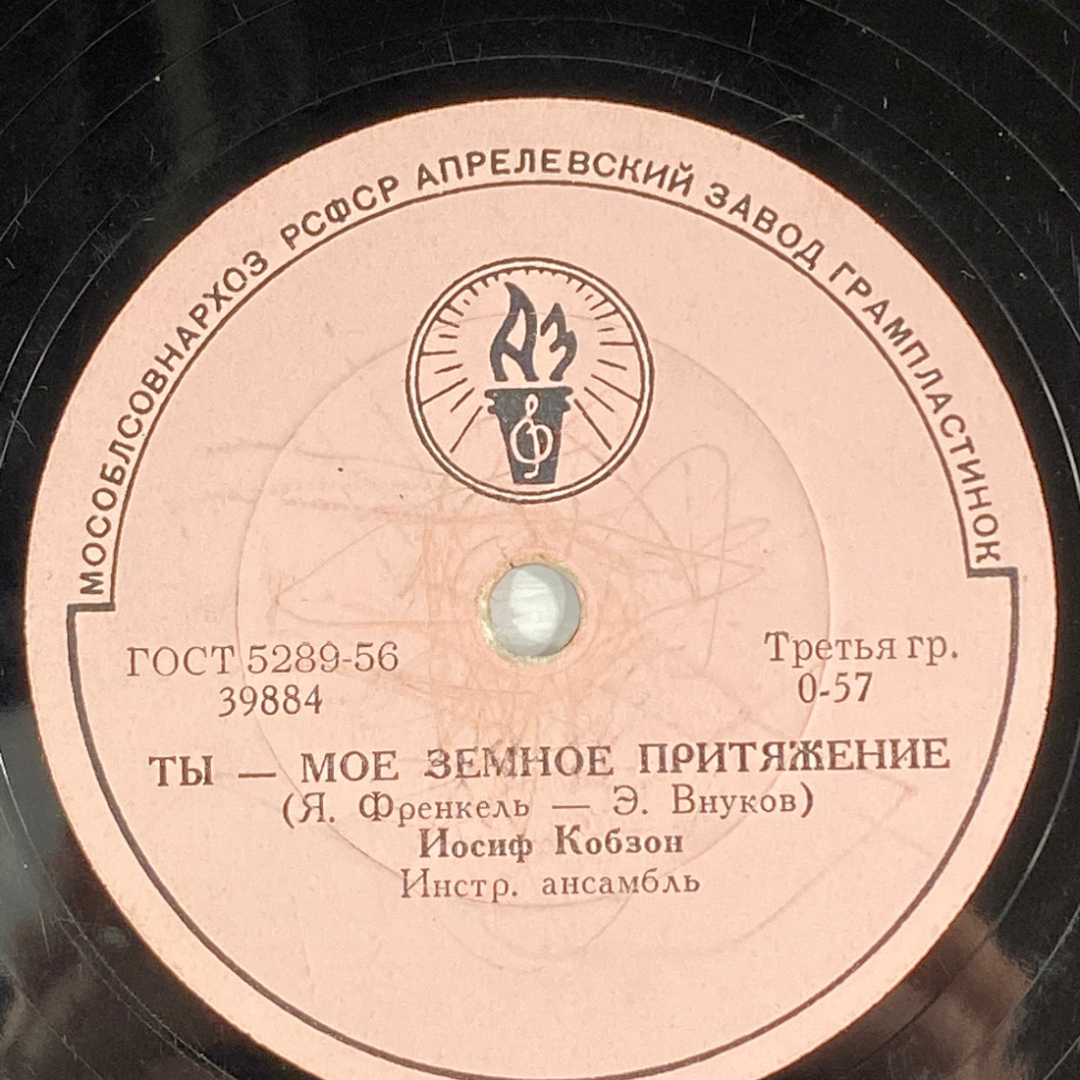 МОСОБЛСОВНАРХОЗ РСФСР АПРЕЛЕВСКИЙ ЗАВОД ГРАМПЛАСТИНОК
АЗ
Ф
ГОСТ 5289-56
39884
Третья гр.
0-57
ТЫ — МОЕ ЗЕМНОЕ ПРИТЯЖЕНИЕ
(Я. Френкель — Э. Внуков)
Иосиф Кобзон
Инстр. ансамбль